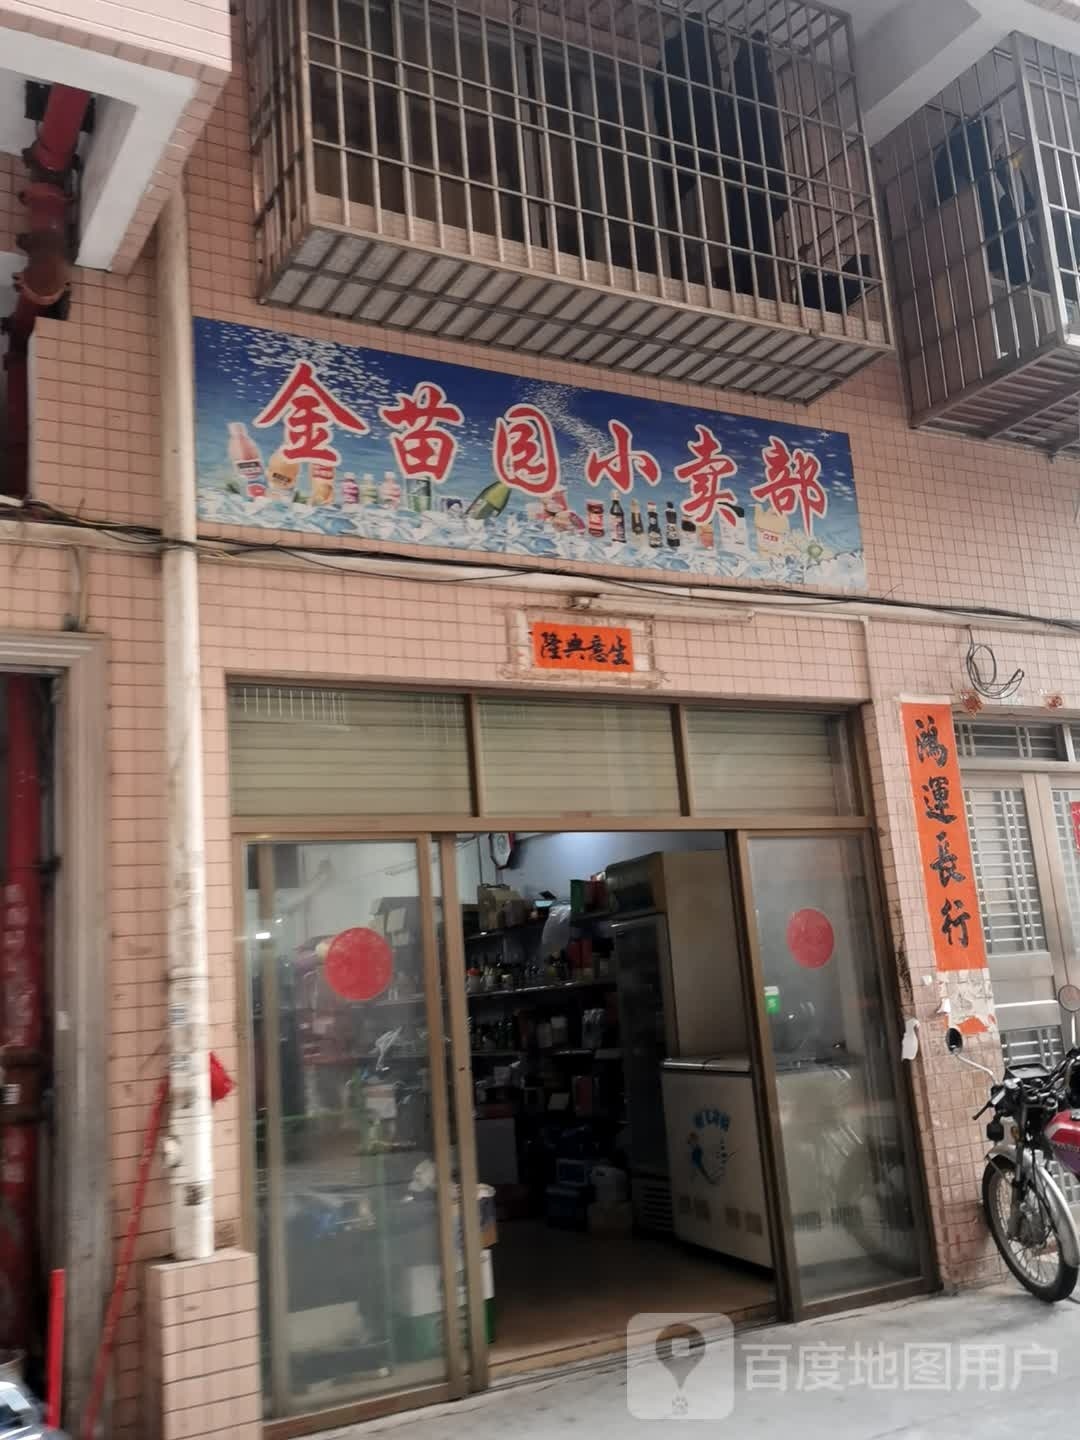 金苗园小卖部
隆興意生
鴻運長行
百度地图用户